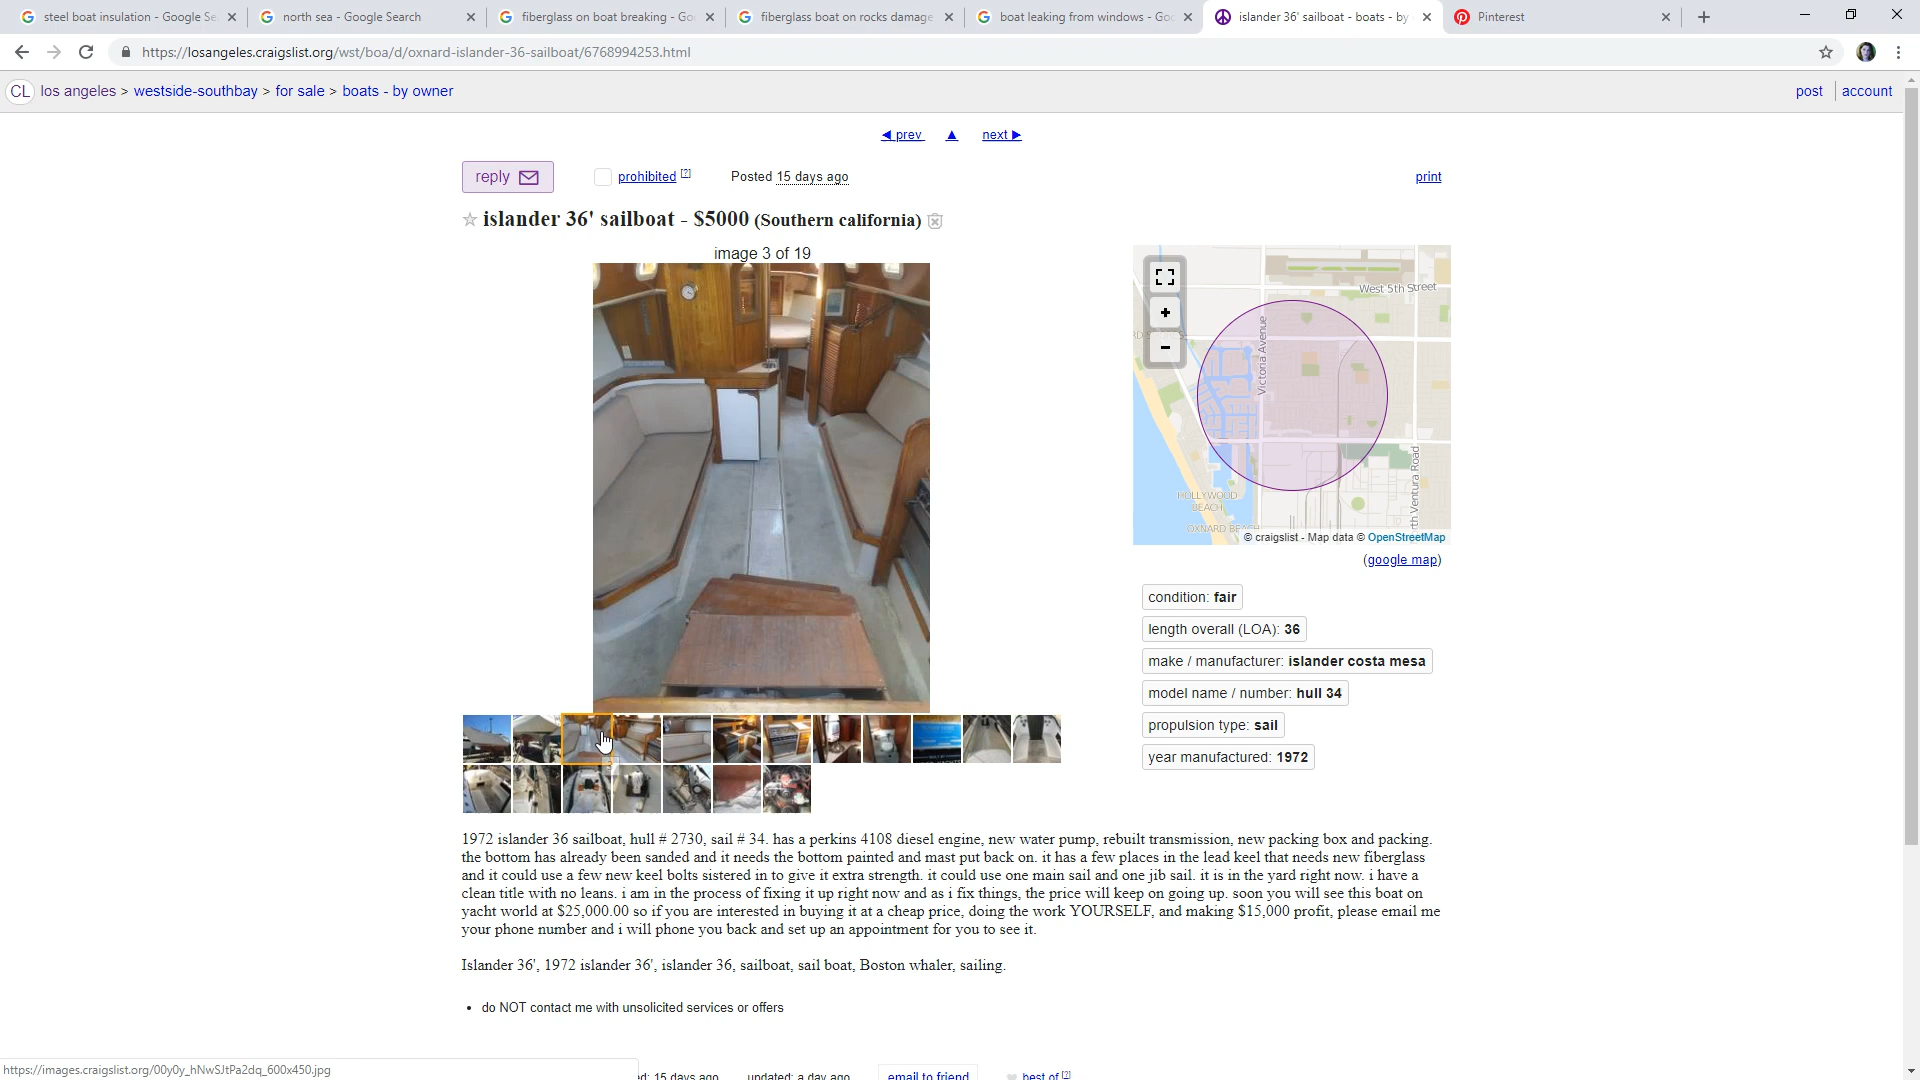 steel boat insulation - Google Se
north sea - Google Search
fiberglass on boat breaking - Go
fiberglass boat on rocks damage
boat leaking from windows - Goo
islander 36' sailboat - boats - by
Pinterest
https://losangeles.craigslist.org/wst/boa/d/oxnard-islander-36-sailboat/6768994253.html
CL los angeles > westside-southbay > for sale > boats - by owner
post account
◀ prev ▲ next ▶
reply prohibited [?] Posted 15 days ago print
☆ islander 36' sailboat - $5000 (Southern california)
image 3 of 19
West 5th Street
Victoria Avenue
HOLLYWOOD
BEACH
OXNARD BEACH
th Ventura Road
© craigslist - Map data © OpenStreetMap
(google map)
condition: fair
length overall (LOA): 36
make / manufacturer: islander costa mesa
model name / number: hull 34
propulsion type: sail
year manufactured: 1972
1972 islander 36 sailboat, hull # 2730, sail # 34. has a perkins 4108 diesel engine, new water pump, rebuilt transmission, new packing box and packing.
the bottom has already been sanded and it needs the bottom painted and mast put back on. it has a few places in the lead keel that needs new fiberglass
and it could use a few new keel bolts sistered in to give it extra strength. it could use one main sail and one jib sail. it is in the yard right now. i have a
clean title with no leans. i am in the process of fixing it up right now and as i fix things, the price will keep on going up. soon you will see this boat on
yacht world at $25,000.00 so if you are interested in buying it at a cheap price, doing the work YOURSELF, and making $15,000 profit, please email me
your phone number and i will phone you back and set up an appointment for you to see it.
Islander 36', 1972 islander 36', islander 36, sailboat, sail boat, Boston whaler, sailing.
• do NOT contact me with unsolicited services or offers
ed: 15 days ago updated: a day ago email to friend best of [?]
https://images.craigslist.org/00y0y_hNwSJtPa2dq_600x450.jpg